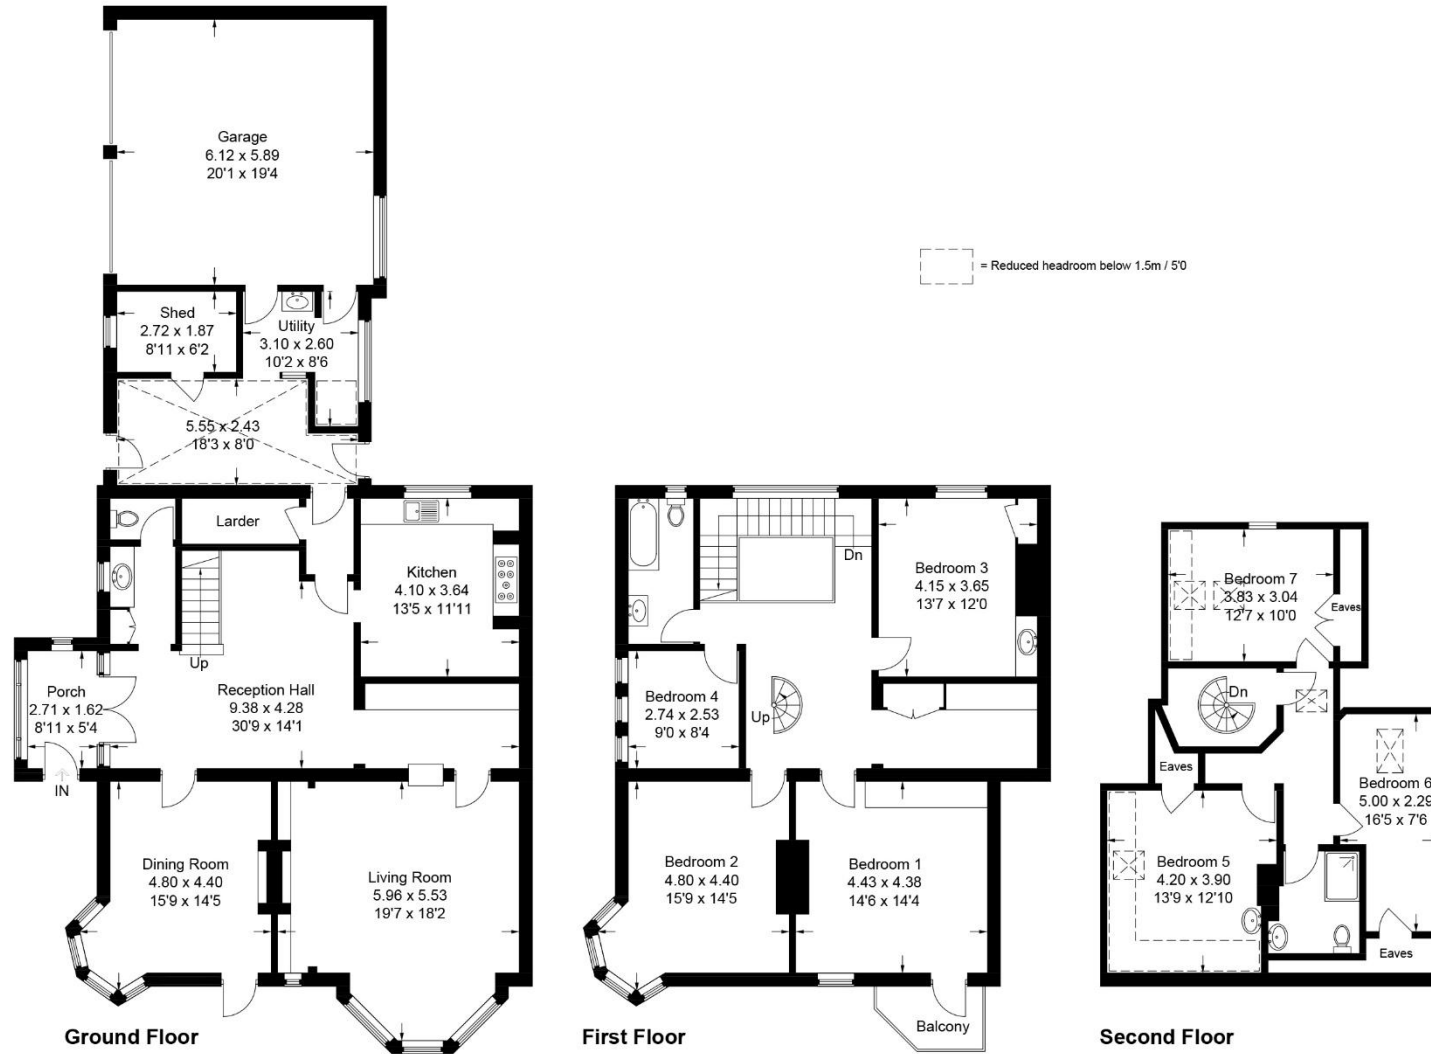 Garage
6.12 x 5.89
20'1 x 19'4
Shed
2.72 x 1.87
8'11 x 6'2
Utility
3.10 x 2.60
10'2 x 8'6
5.55 x 2.43
18'3 x 8'0
Larder
Kitchen
4.10 x 3.64
13'5 x 11'11
Up
Porch
2.71 x 1.62
8'11 x 5'4
IN
Reception Hall
9.38 x 4.28
30'9 x 14'1
Dining Room
4.80 x 4.40
15'9 x 14'5
Living Room
5.96 x 5.53
19'7 x 18'2
Ground Floor
= Reduced headroom below 1.5m / 5'0
Dn
Bedroom 3
4.15 x 3.65
13'7 x 12'0
Bedroom 4
2.74 x 2.53
9'0 x 8'4
Up
Bedroom 2
4.80 x 4.40
15'9 x 14'5
Bedroom 1
4.43 x 4.38
14'6 x 14'4
Balcony
First Floor
Bedroom 7
3.83 x 3.04
12'7 x 10'0
Eaves
Dn
Eaves
Bedroom 6
5.00 x 2.29
16'5 x 7'6
Bedroom 5
4.20 x 3.90
13'9 x 12'10
Eaves
Second Floor